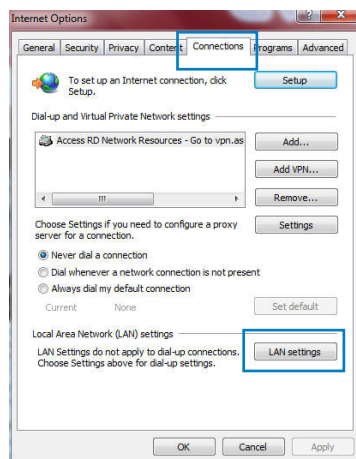 Internet Options
General Security Privacy Content Connections Programs Advanced
To set up an Internet connection, click
Setup.
Setup
Dial-up and Virtual Private Network settings
Access RD Network Resources - Go to vpn.as
Add...
Add VPN...
Remove...
Choose Settings if you need to configure a proxy
server for a connection.
Settings
Never dial a connection
Dial whenever a network connection is not present
Always dial my default connection
Current None
Set default
Local Area Network (LAN) settings
LAN Settings do not apply to dial-up connections.
Choose Settings above for dial-up settings.
LAN settings
OK Cancel Apply